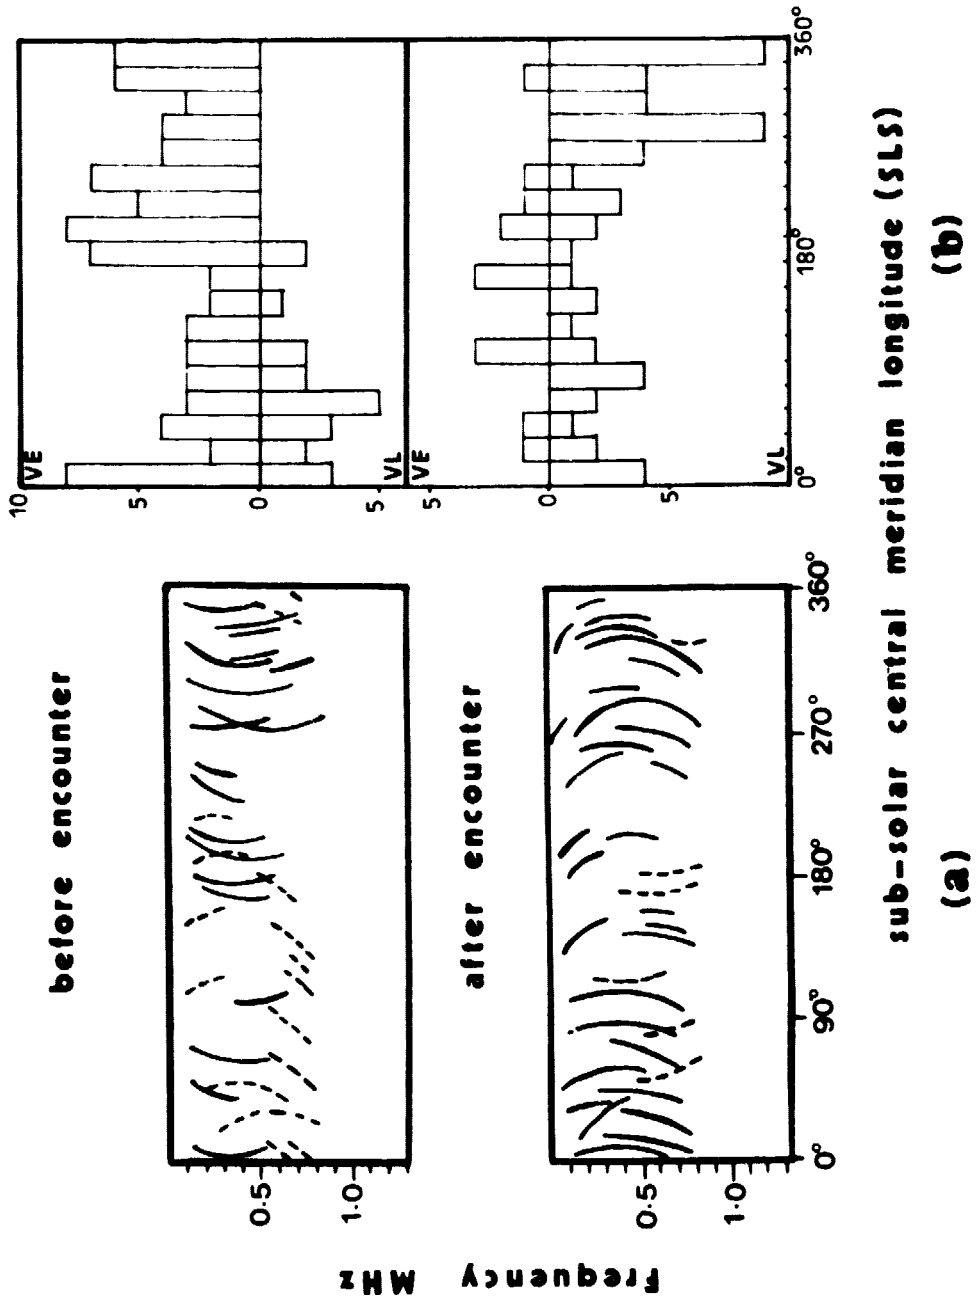 before encounter
0.5
1.0
after encounter
0.5
1.0
0°
90°
180°
270°
360°
Frequency MHz
(a)
10
5
0
5
VE
VL
5
0
5
VE
VL
0°
180°
360°
(b)
sub-solar central meridian longitude (SLS)